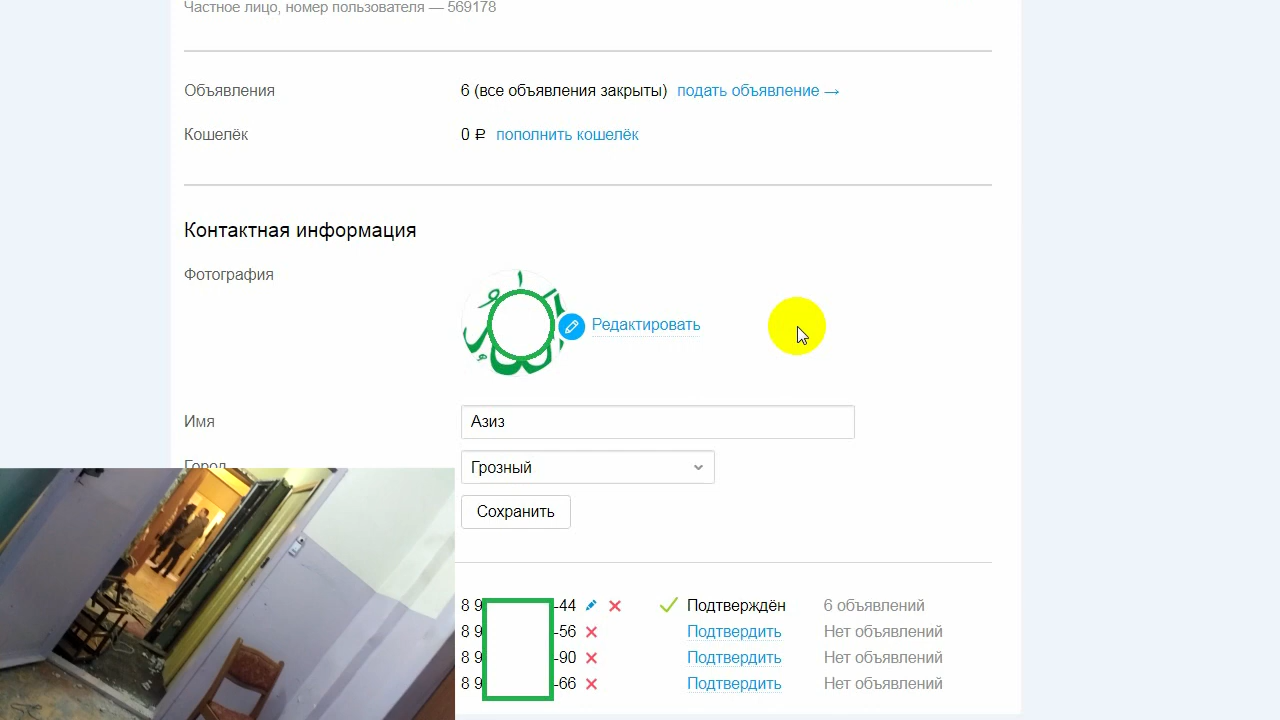 Частное лицо, номер пользователя — 569178
Объявления 6 (все объявления закрыты) подать объявление →
Кошелёк 0 ₽ пополнить кошелёк
Контактная информация
Фотография
Редактировать
Имя Азиз
Город Грозный
Сохранить
8 9 -44 Подтверждён 6 объявлений
8 9 -56 Подтвердить Нет объявлений
8 9 -90 Подтвердить Нет объявлений
8 9 -66 Подтвердить Нет объявлений